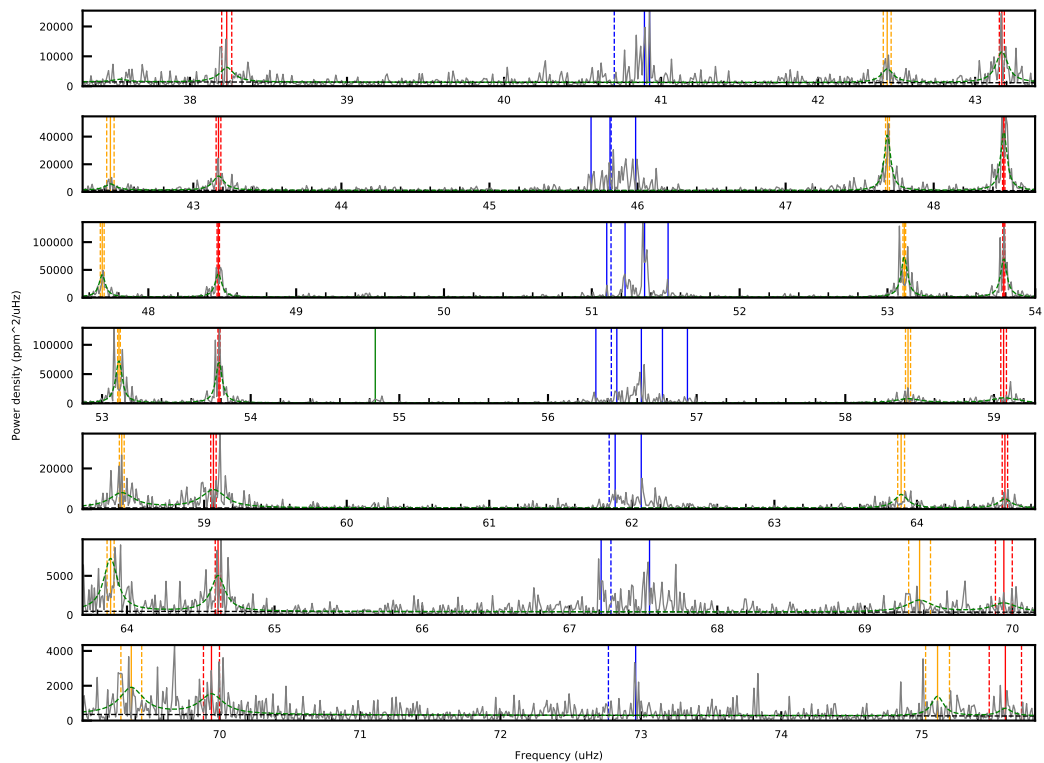 20000
10000
0
38 39 40 41 42 43
40000
20000
0
43 44 45 46 47 48
100000
50000
0
48 49 50 51 52 53 54
100000
50000
0
53 54 55 56 57 58 59
20000
0
59 60 61 62 63 64
5000
0
64 65 66 67 68 69 70
4000
2000
0
70 71 72 73 74 75
Power density (ppm^2/uHz)
Frequency (uHz)